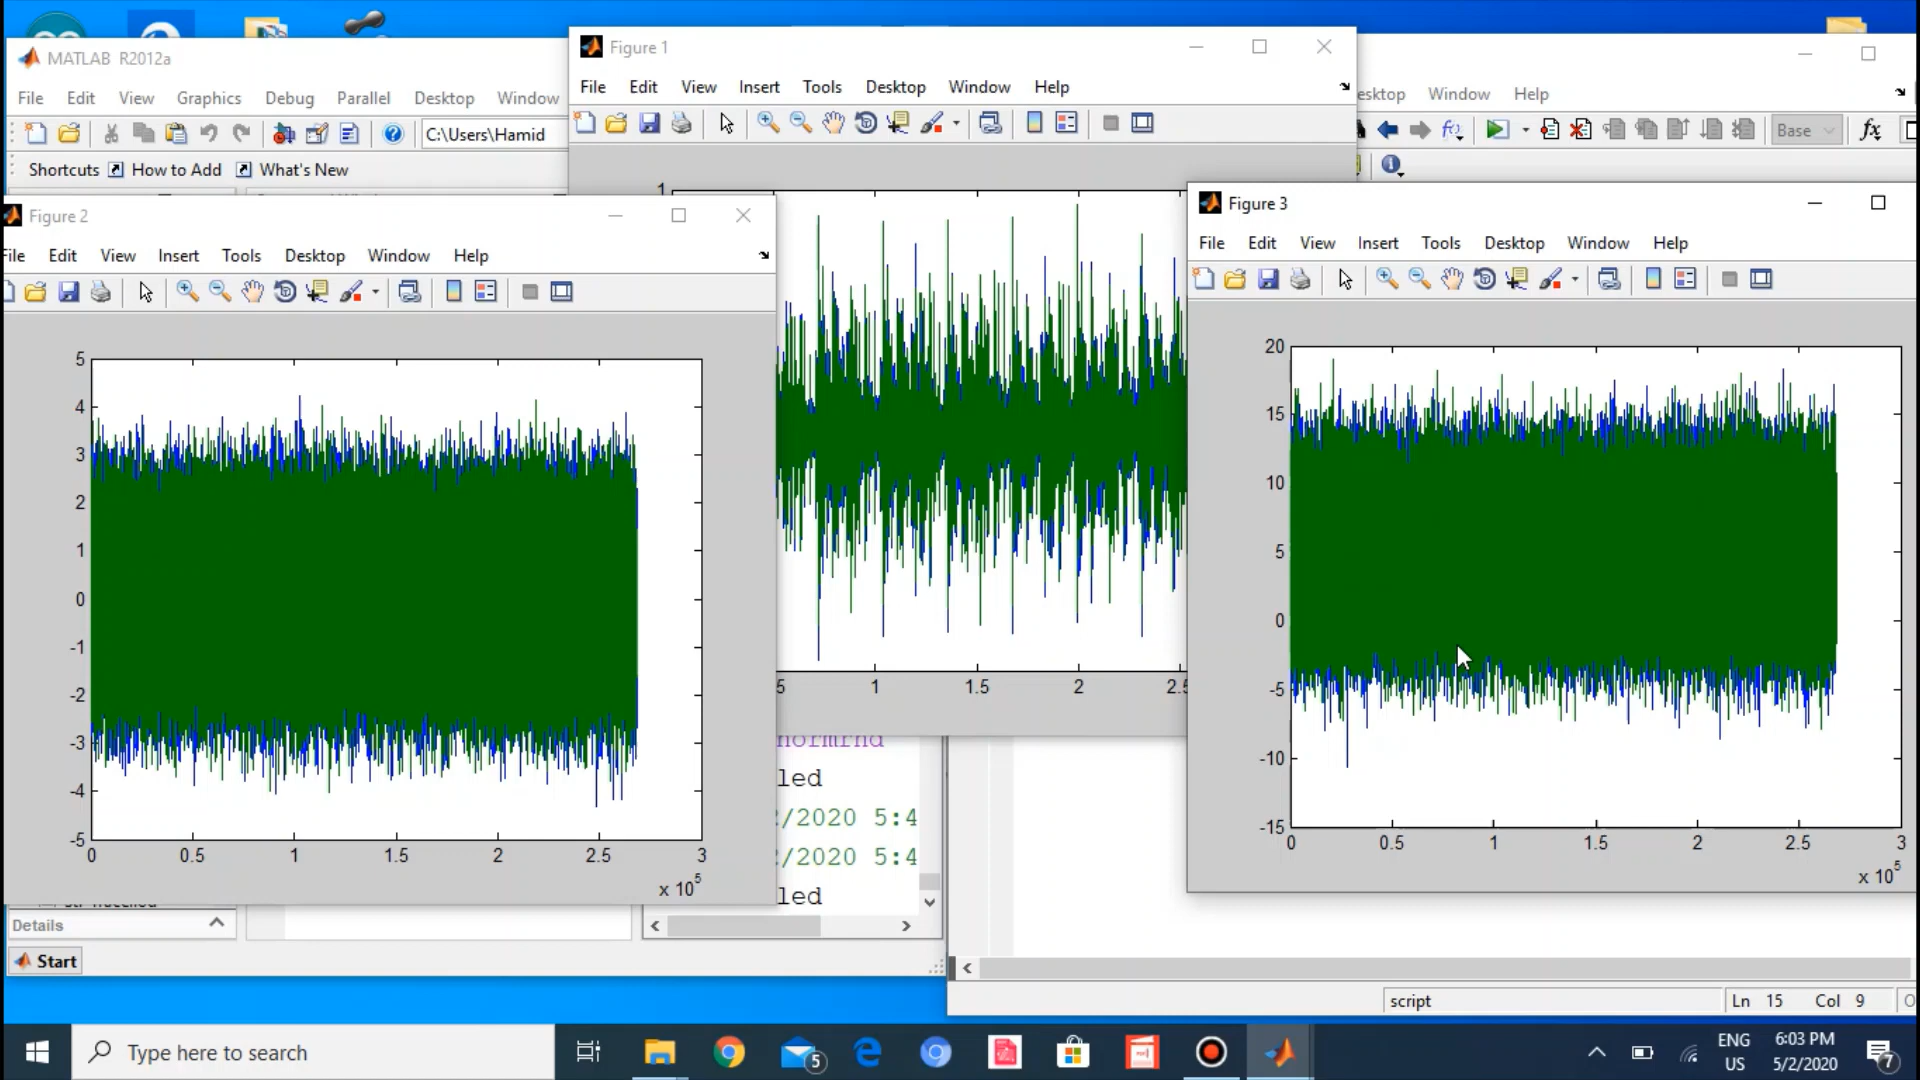 MATLAB R2012a
File Edit View Graphics Debug Parallel Desktop Window
C:\Users\Hamid
Shortcuts How to Add What's New
Figure 1
File Edit View Insert Tools Desktop Window Help
1
1 1.5 2
esktop Window Help
Base
fx
Figure 2
File Edit View Insert Tools Desktop Window Help
5
4
3
2
1
0
-1
-2
-3
-4
-5
0 0.5 1 1.5 2 2.5 3
x 10^5
Figure 3
File Edit View Insert Tools Desktop Window Help
20
15
10
5
0
-5
-10
-15
0 0.5 1 1.5 2 2.5 3
x 10^5
normrnd
led
/2020 5:4
/2020 5:4
led
Details
Start
script
Ln 15 Col 9
Type here to search
5
ENG
US
6:03 PM
5/2/2020
7